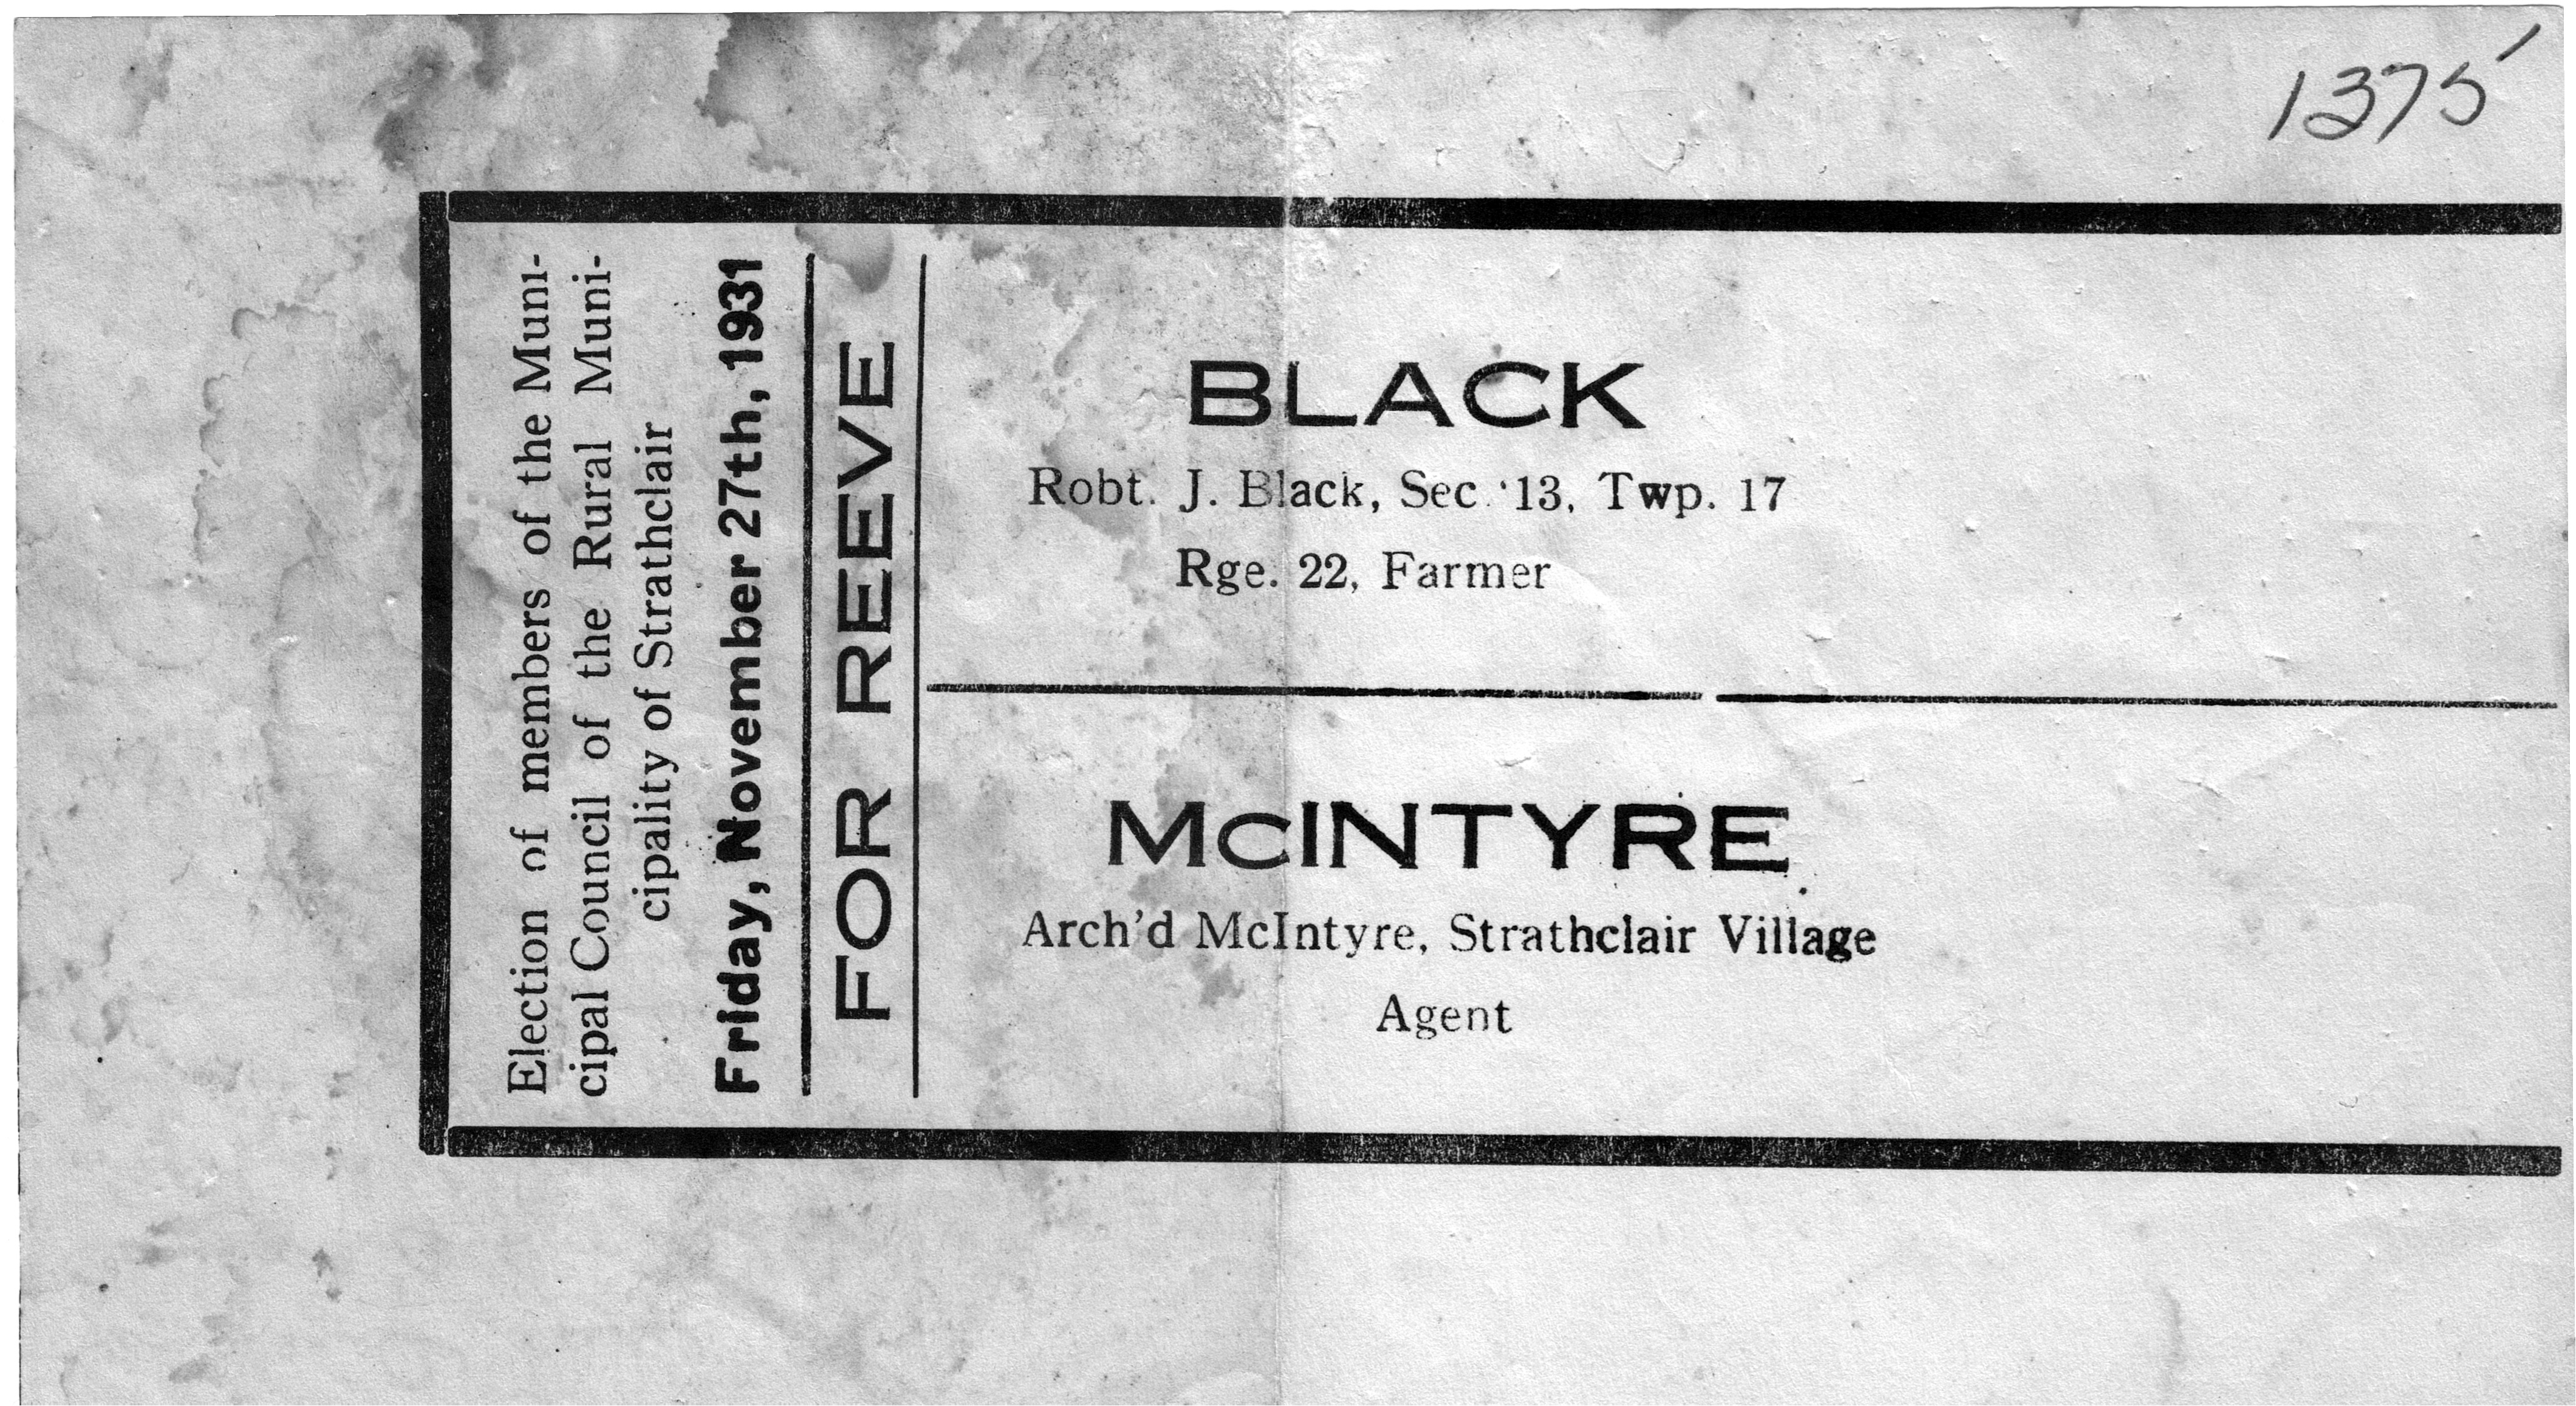 1375
Election of members of the Muni-
cipal Council of the Rural Muni-
cipality of Strathclair
Friday, November 27th, 1931
FOR REEVE
BLACK
Robt. J. Black, Sec. 13, Twp. 17
Rge. 22, Farmer
McINTYRE
Arch'd McIntyre, Strathclair Village
Agent